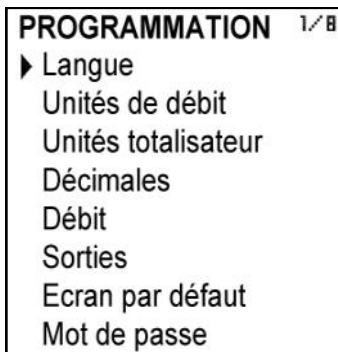 PROGRAMMATION 1/8
Langue
Unités de débit
Unités totalisateur
Décimales
Débit
Sorties
Ecran par défaut
Mot de passe